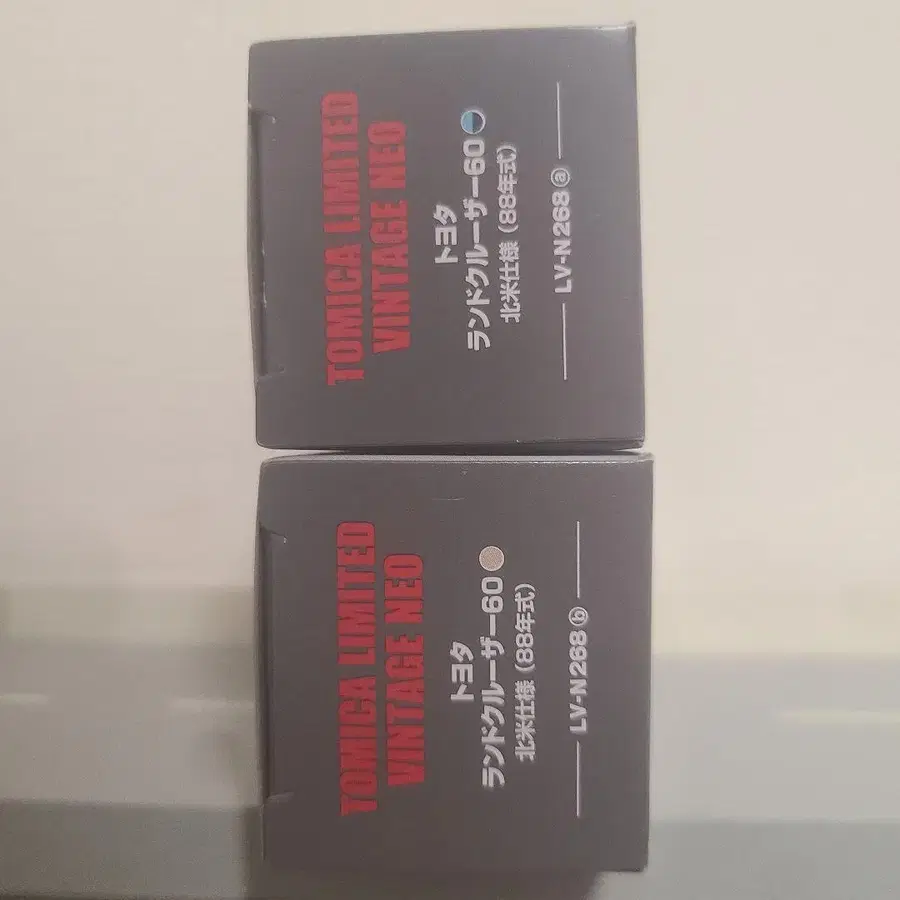 TOMICA LIMITED
VINTAGE NEO
トヨタ
ランドクルーザー60
北米仕様 (88年式)
LV-N268ⓐ
TOMICA LIMITED
VINTAGE NEO
トヨタ
ランドクルーザー60
北米仕様 (88年式)
LV-N268ⓑ